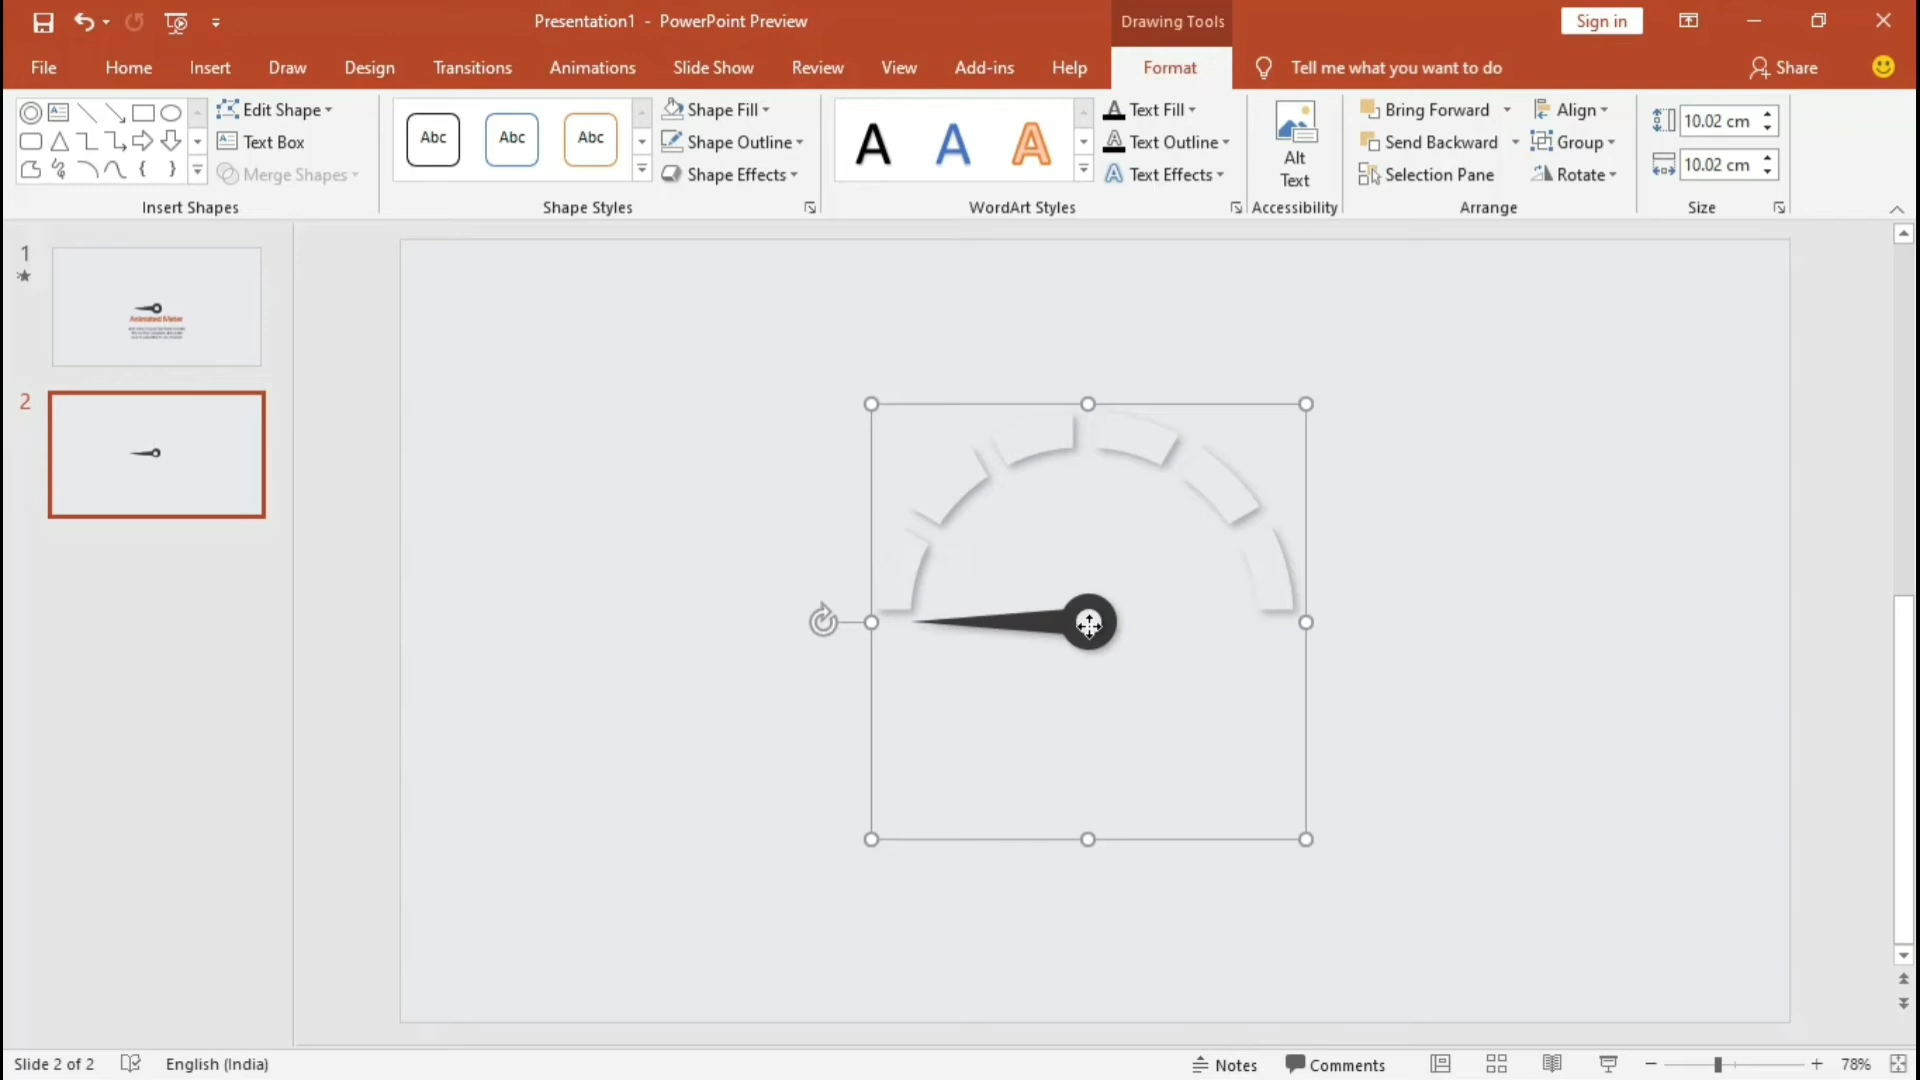 Presentation1 - PowerPoint Preview
Drawing Tools
Sign in
File Home Insert Draw Design Transitions Animations Slide Show Review View Add-ins Help Format Tell me what you want to do Share
Edit Shape
Text Box
Merge Shapes
Insert Shapes
Abc Abc Abc
Shape Fill
Shape Outline
Shape Effects
Shape Styles
A A A
Text Fill
Text Outline
Text Effects
WordArt Styles
Alt
Text
Accessibility
Bring Forward
Send Backward
Selection Pane
Align
Group
Rotate
Arrange
10.02 cm
10.02 cm
Size
1
Animated Meter
2
Slide 2 of 2 English (India) Notes Comments 78%